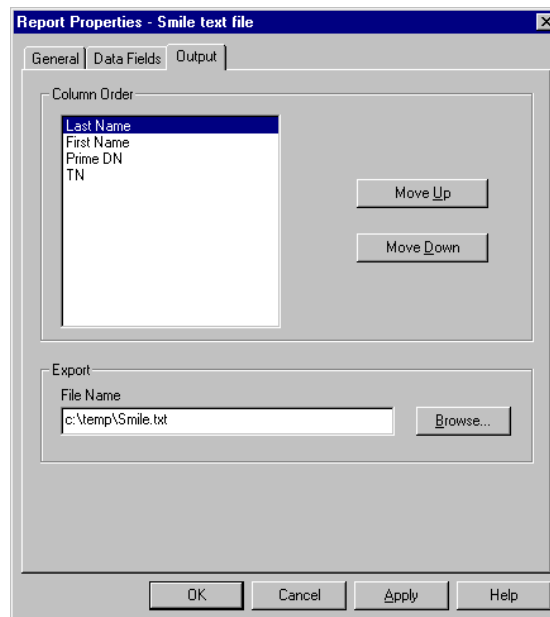 Report Properties - Smile text file
General Data Fields Output
Column Order
Last Name
First Name
Prime DN
TN
Move Up
Move Down
Export
File Name
c:\temp\Smile.txt
Browse...
OK Cancel Apply Help